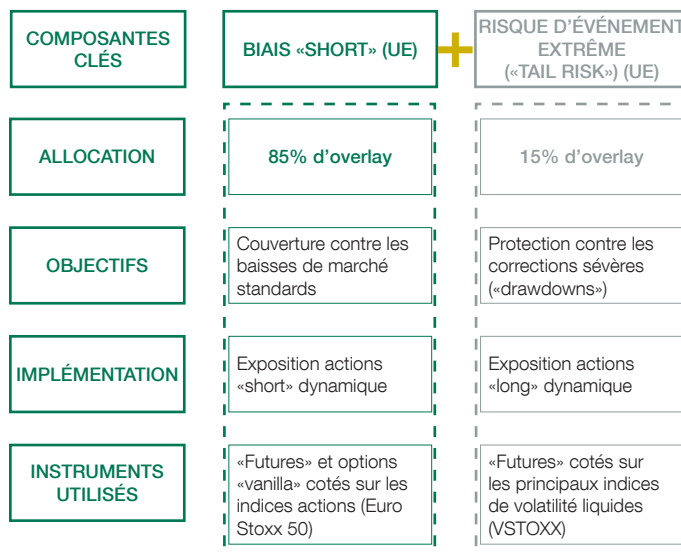 COMPOSANTES
CLÉS
BIAIS «SHORT» (UE)
RISQUE D’ÉVÉNEMENT
EXTRÊME
(«TAIL RISK») (UE)
ALLOCATION
85% d’overlay
15% d’overlay
OBJECTIFS
Couverture contre les
baisses de marché
standards
Protection contre les
corrections sévères
(«drawdowns»)
IMPLÉMENTATION
Exposition actions
«short» dynamique
Exposition actions
«long» dynamique
INSTRUMENTS
UTILISÉS
«Futures» et options
«vanilla» cotés sur les
indices actions (Euro
Stoxx 50)
«Futures» cotés sur
les principaux indices
de volatilité liquides
(VSTOXX)